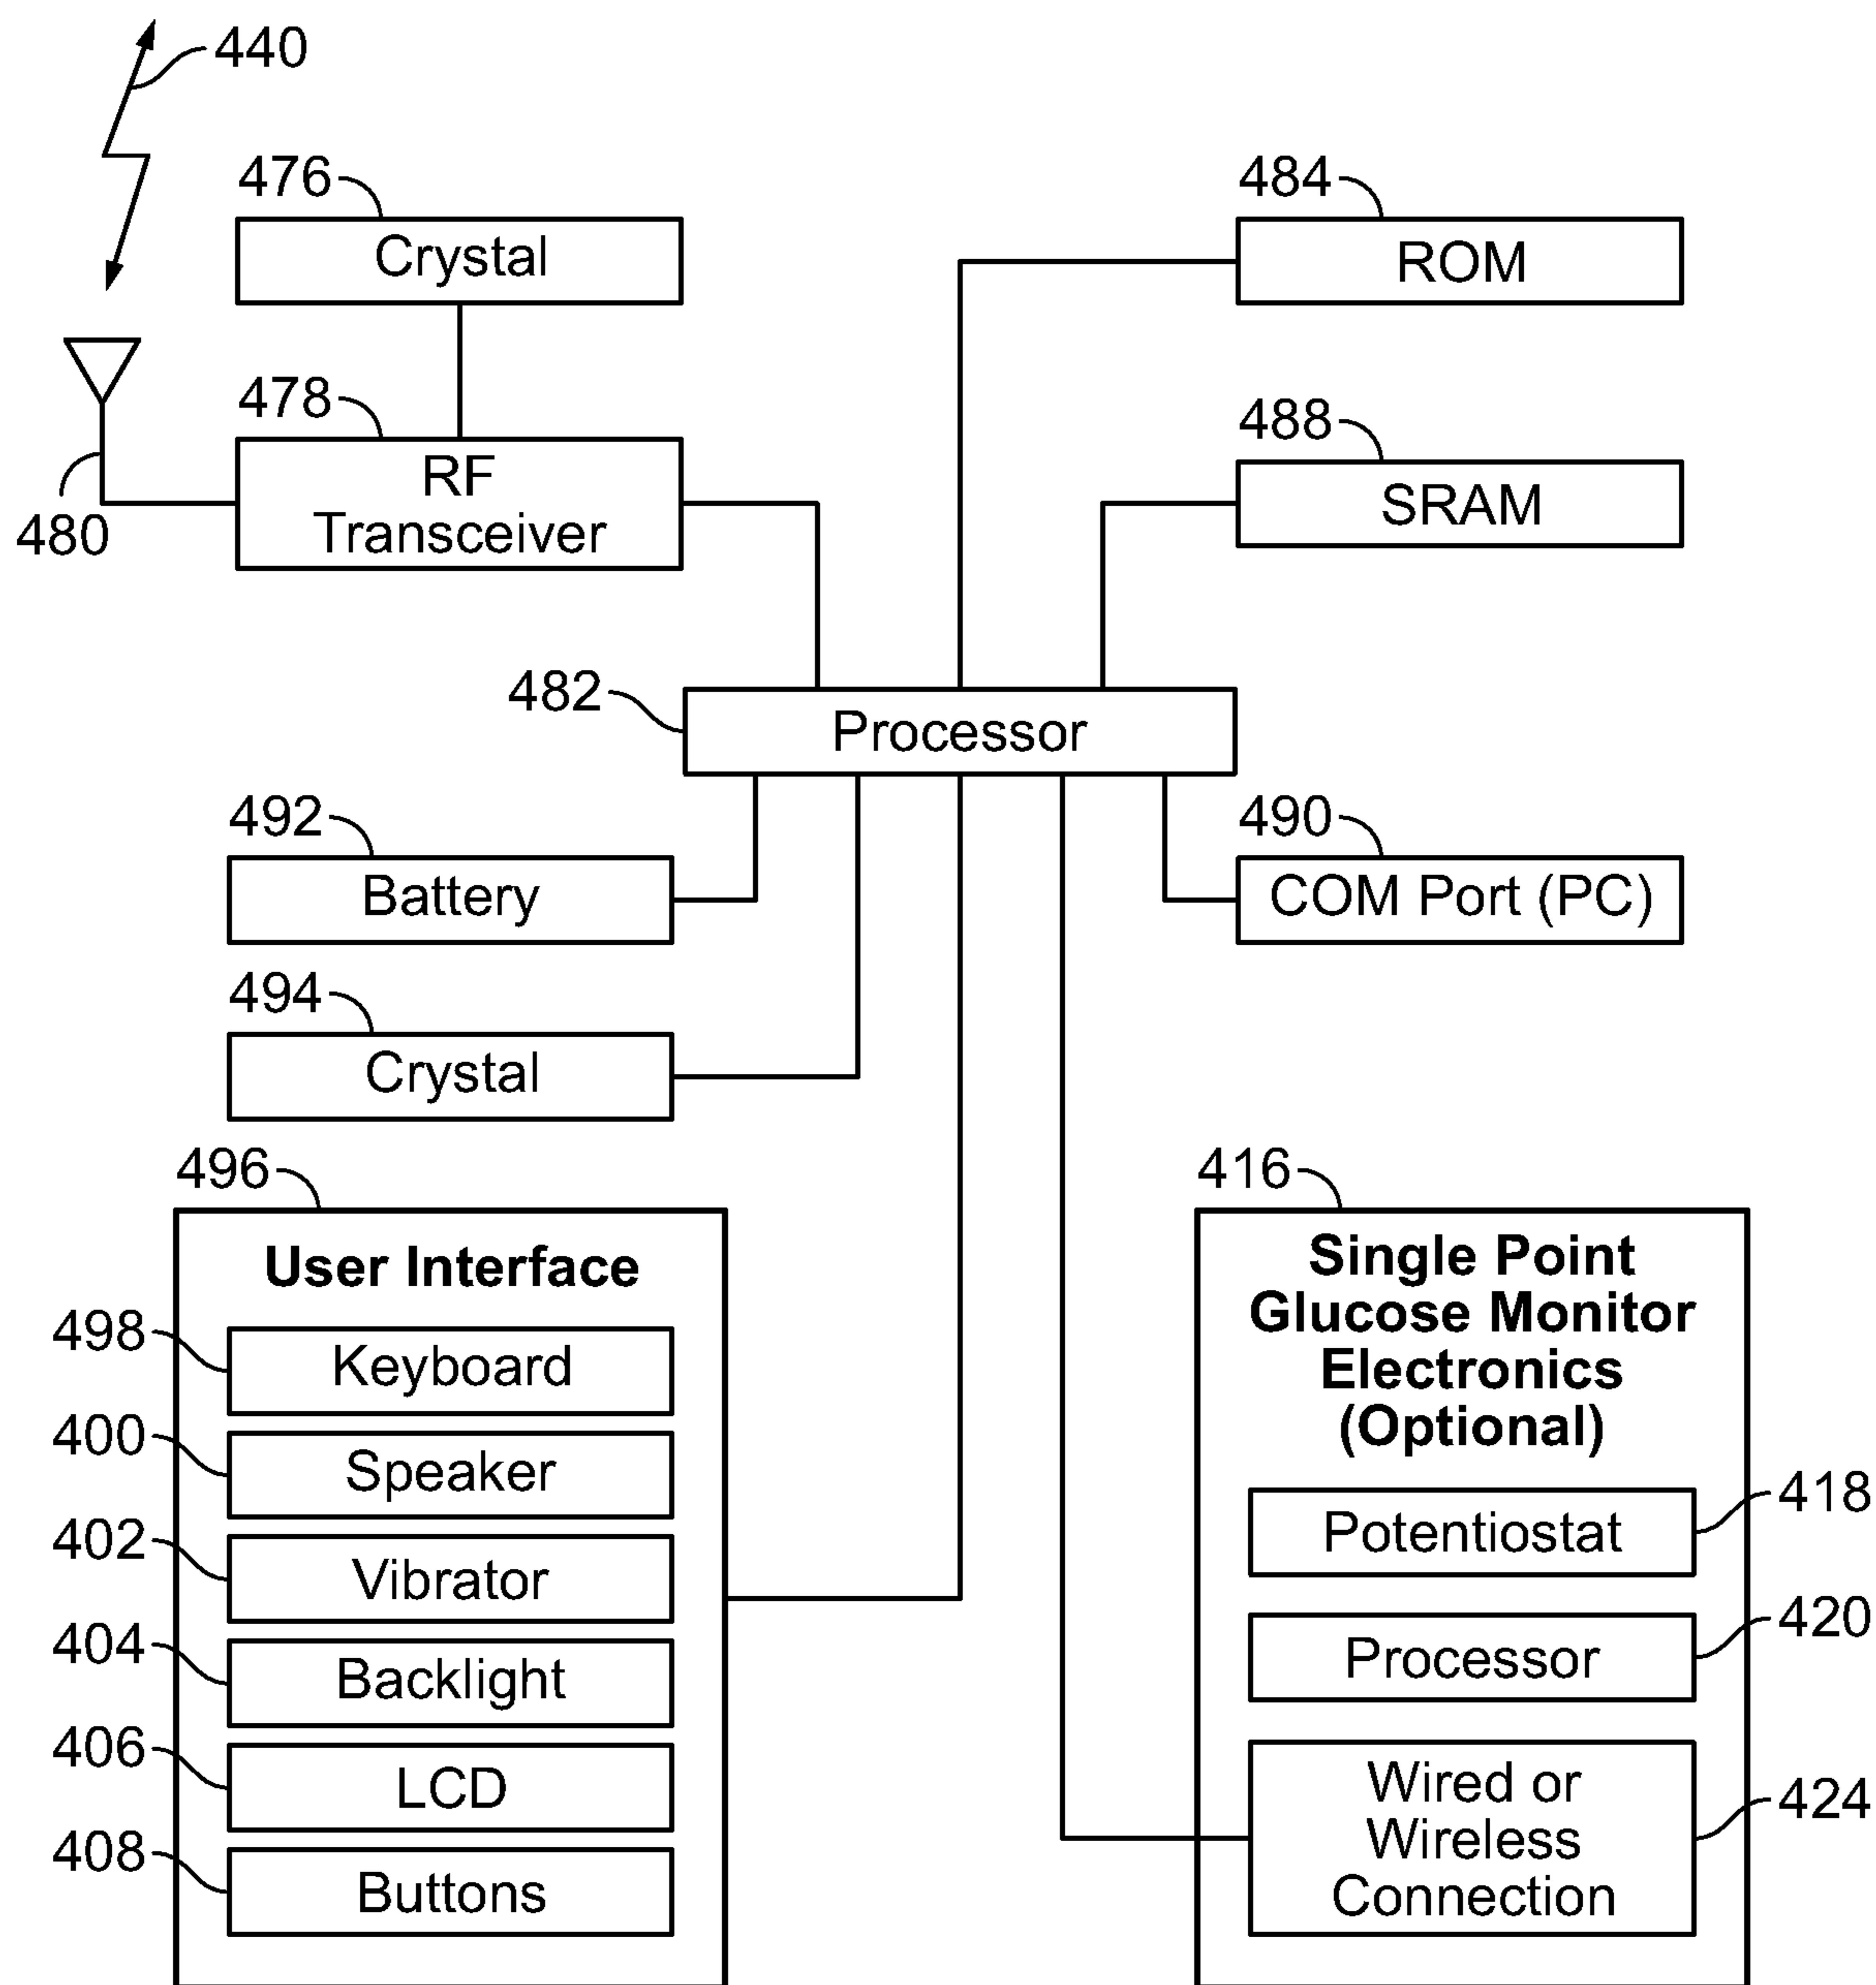 440
476
Crystal
484
ROM
478
RF
Transceiver
480
488
SRAM
482
Processor
492
Battery
490
COM Port (PC)
494
Crystal
496
User Interface
498
Keyboard
400
Speaker
402
Vibrator
404
Backlight
406
LCD
408
Buttons
416
Single Point
Glucose Monitor
Electronics
(Optional)
Potentiostat
418
Processor
420
Wired or
Wireless
Connection
424